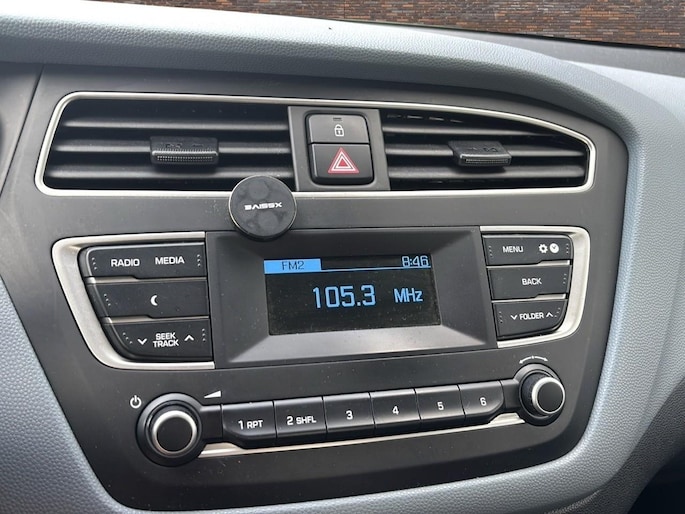 XSSIVE
FM2 8:46
105.3 MHz
RADIO MEDIA
SEEK
TRACK
MENU
BACK
FOLDER
1 RPT 2 SHFL 3 4 5 6